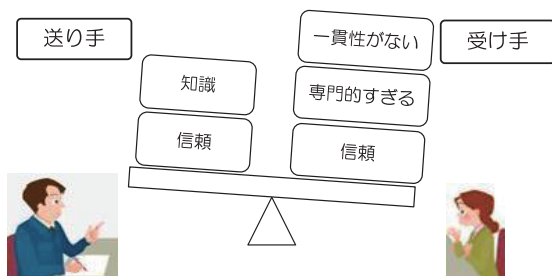 送り手
受け手
一貫性がない
知識
専門的すぎる
信頼
信頼